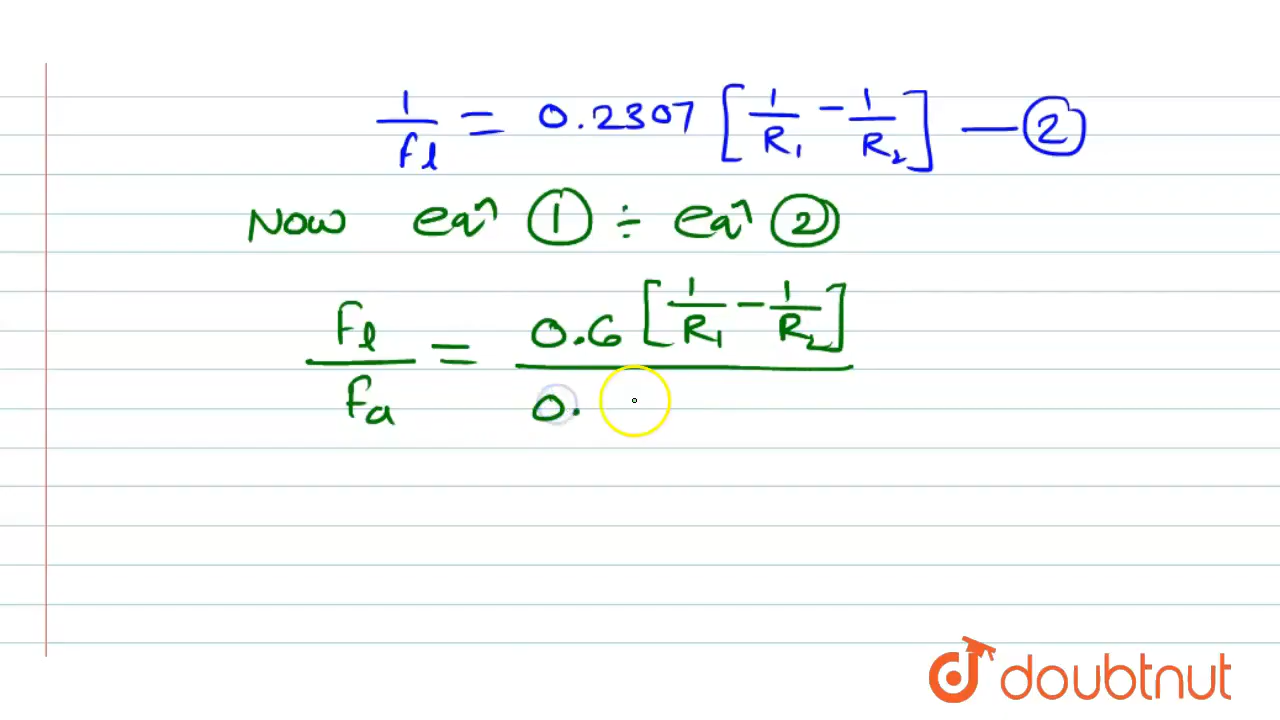 1/fl = 0.2307 [1/R₁ − 1/R₂] — ②
Now eqⁿ ① ÷ eqⁿ ②
fl/fa = 0.6 [1/R₁ − 1/R₂] / 0.
doubtnut